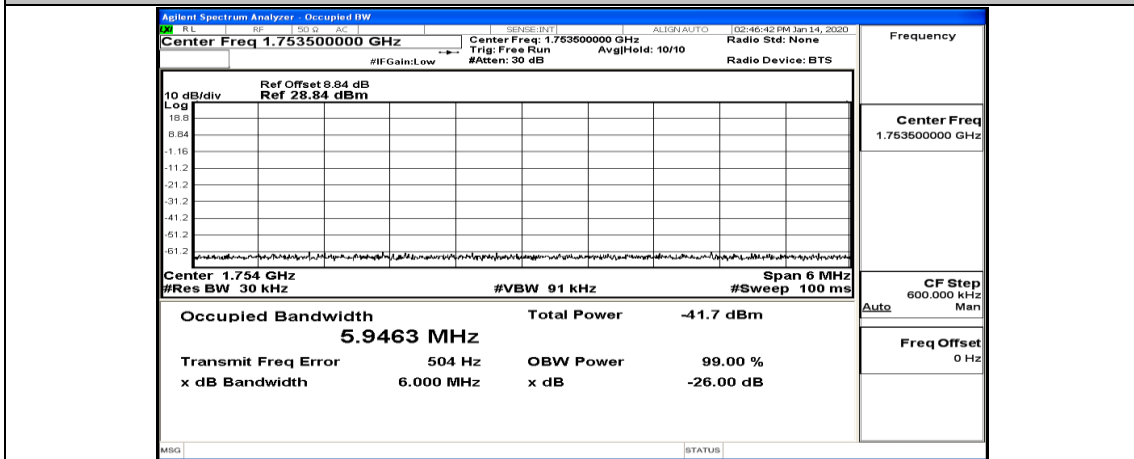 Agilent Spectrum Analyzer - Occupied BW
RL RF 50 Ω AC SENSE:INT ALIGN AUTO 02:46:42 PM Jan 14, 2020
Center Freq 1.753500000 GHz Center Freq: 1.753500000 GHz Radio Std: None Frequency
Trig: Free Run Avg|Hold: 10/10
#IFGain:Low #Atten: 30 dB Radio Device: BTS
Ref Offset 8.84 dB
10 dB/div Ref 28.84 dBm
Log
18.8
8.84
-1.16
-11.2
-21.2
-31.2
-41.2
-51.2
-61.2
Center Freq
1.753500000 GHz
Center 1.754 GHz Span 6 MHz
#Res BW 30 kHz #VBW 91 kHz #Sweep 100 ms
CF Step
600.000 kHz
Auto Man
Occupied Bandwidth Total Power -41.7 dBm
5.9463 MHz
Freq Offset
0 Hz
Transmit Freq Error 504 Hz OBW Power 99.00 %
x dB Bandwidth 6.000 MHz x dB -26.00 dB
MSG STATUS